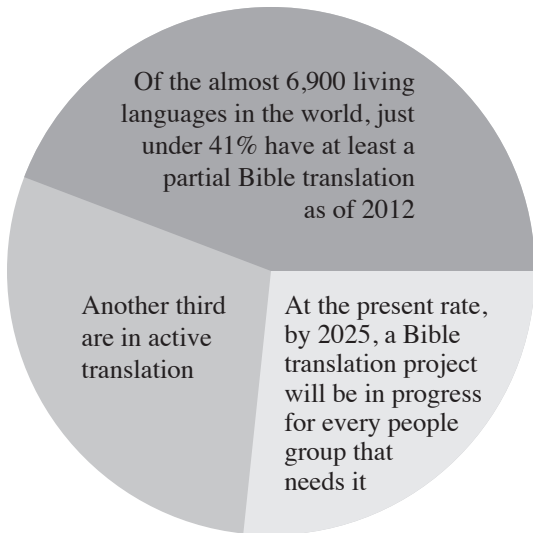 Of the almost 6,900 living
languages in the world, just
under 41% have at least a
partial Bible translation
as of 2012
Another third
are in active
translation
At the present rate,
by 2025, a Bible
translation project
will be in progress
for every people
group that
needs it